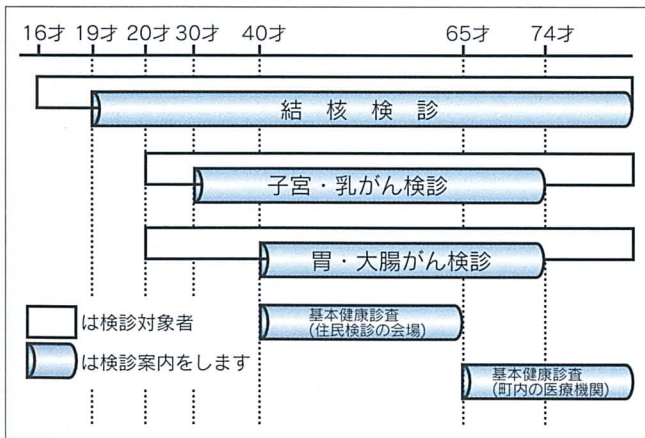 16才 19才 20才 30才 40才 65才 74才
結核検診
子宮・乳がん検診
胃・大腸がん検診
基本健康診査
(住民検診の会場)
は検診対象者
は検診案内をします
基本健康診査
(町内の医療機関)